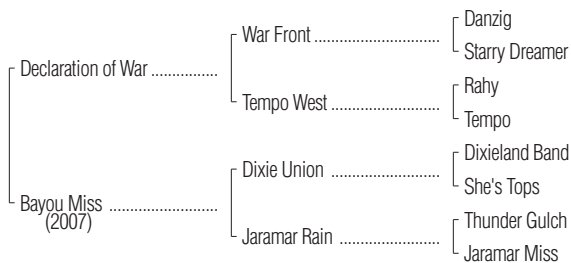 Danzig
War Front
Starry Dreamer
Declaration of War
Rahy
Tempo West
Tempo
Dixieland Band
Dixie Union
She's Tops
Bayou Miss
(2007)
Thunder Gulch
Jaramar Rain
Jaramar Miss